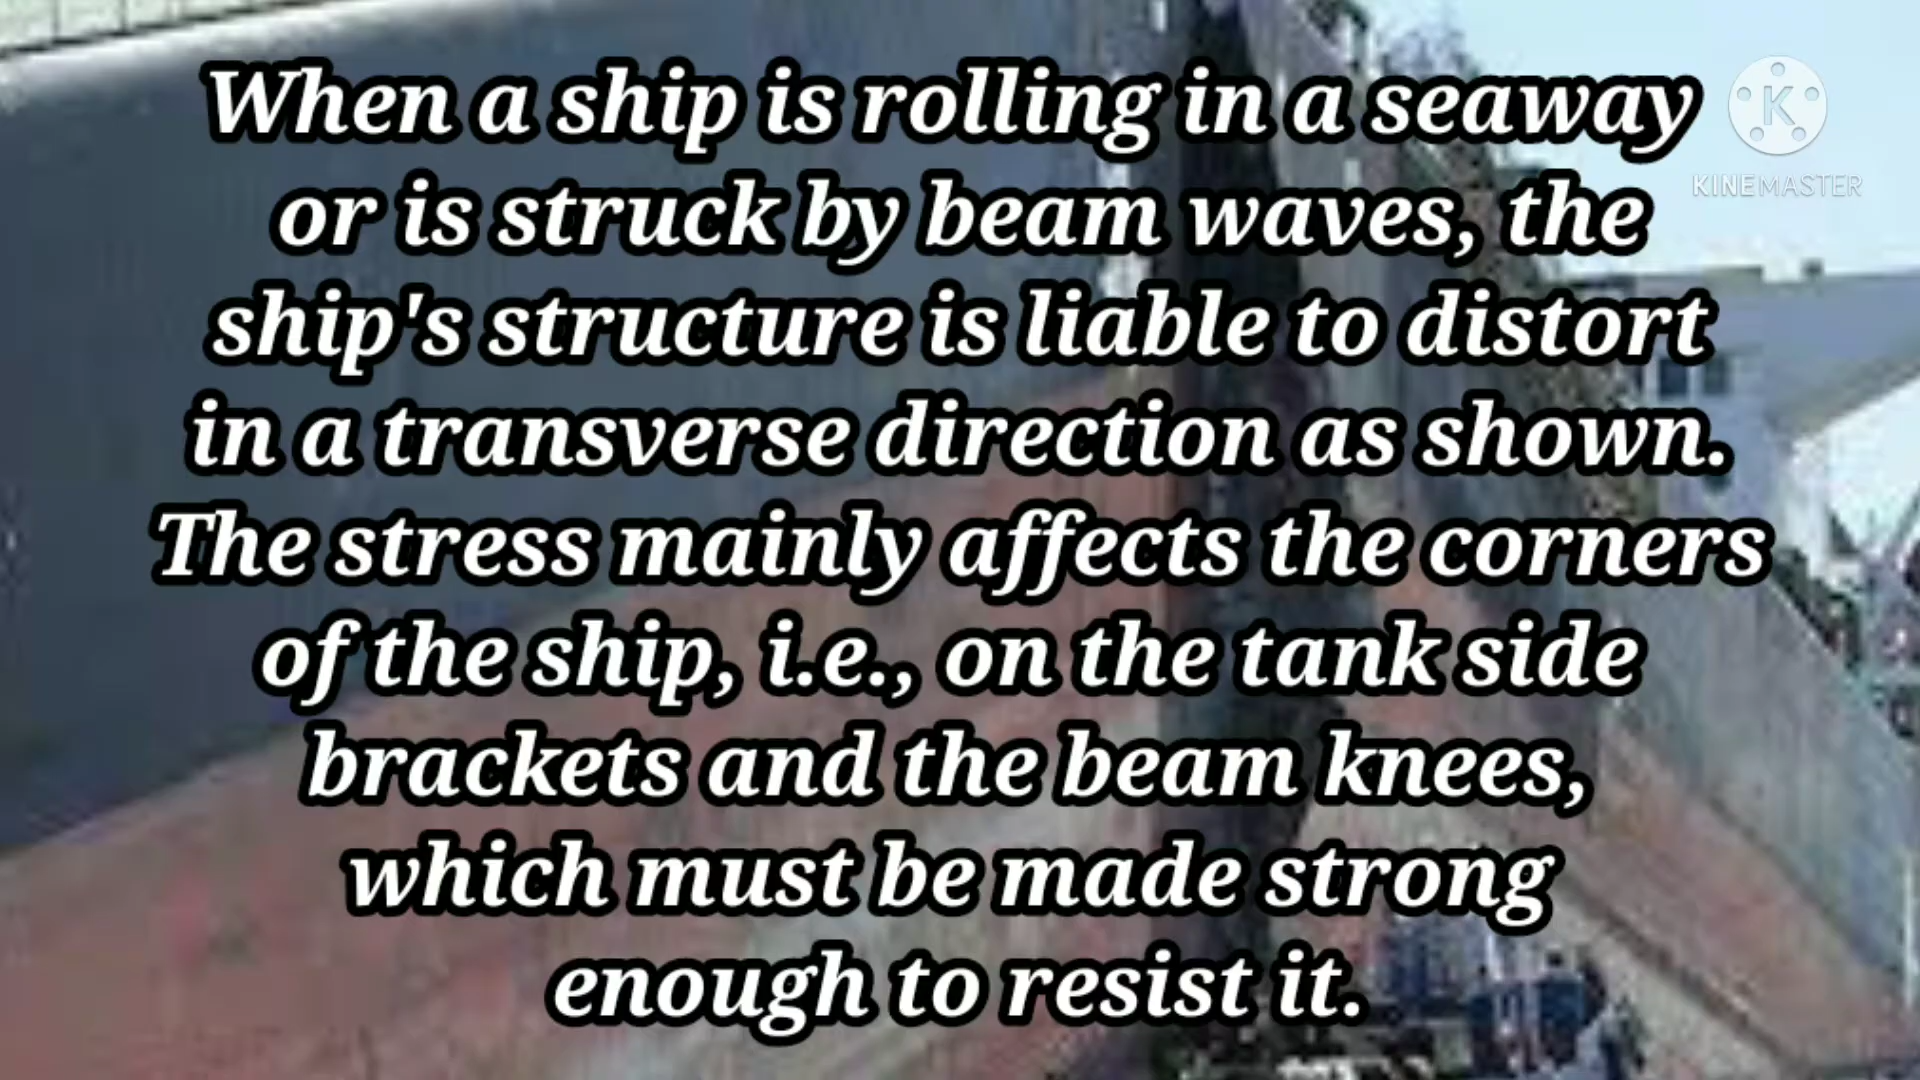 When a ship is rolling in a seaway
or is struck by beam waves, the
ship's structure is liable to distort
in a transverse direction as shown.
The stress mainly affects the corners
of the ship, i.e., on the tank side
brackets and the beam knees,
which must be made strong
enough to resist it.
K
KINEMASTER